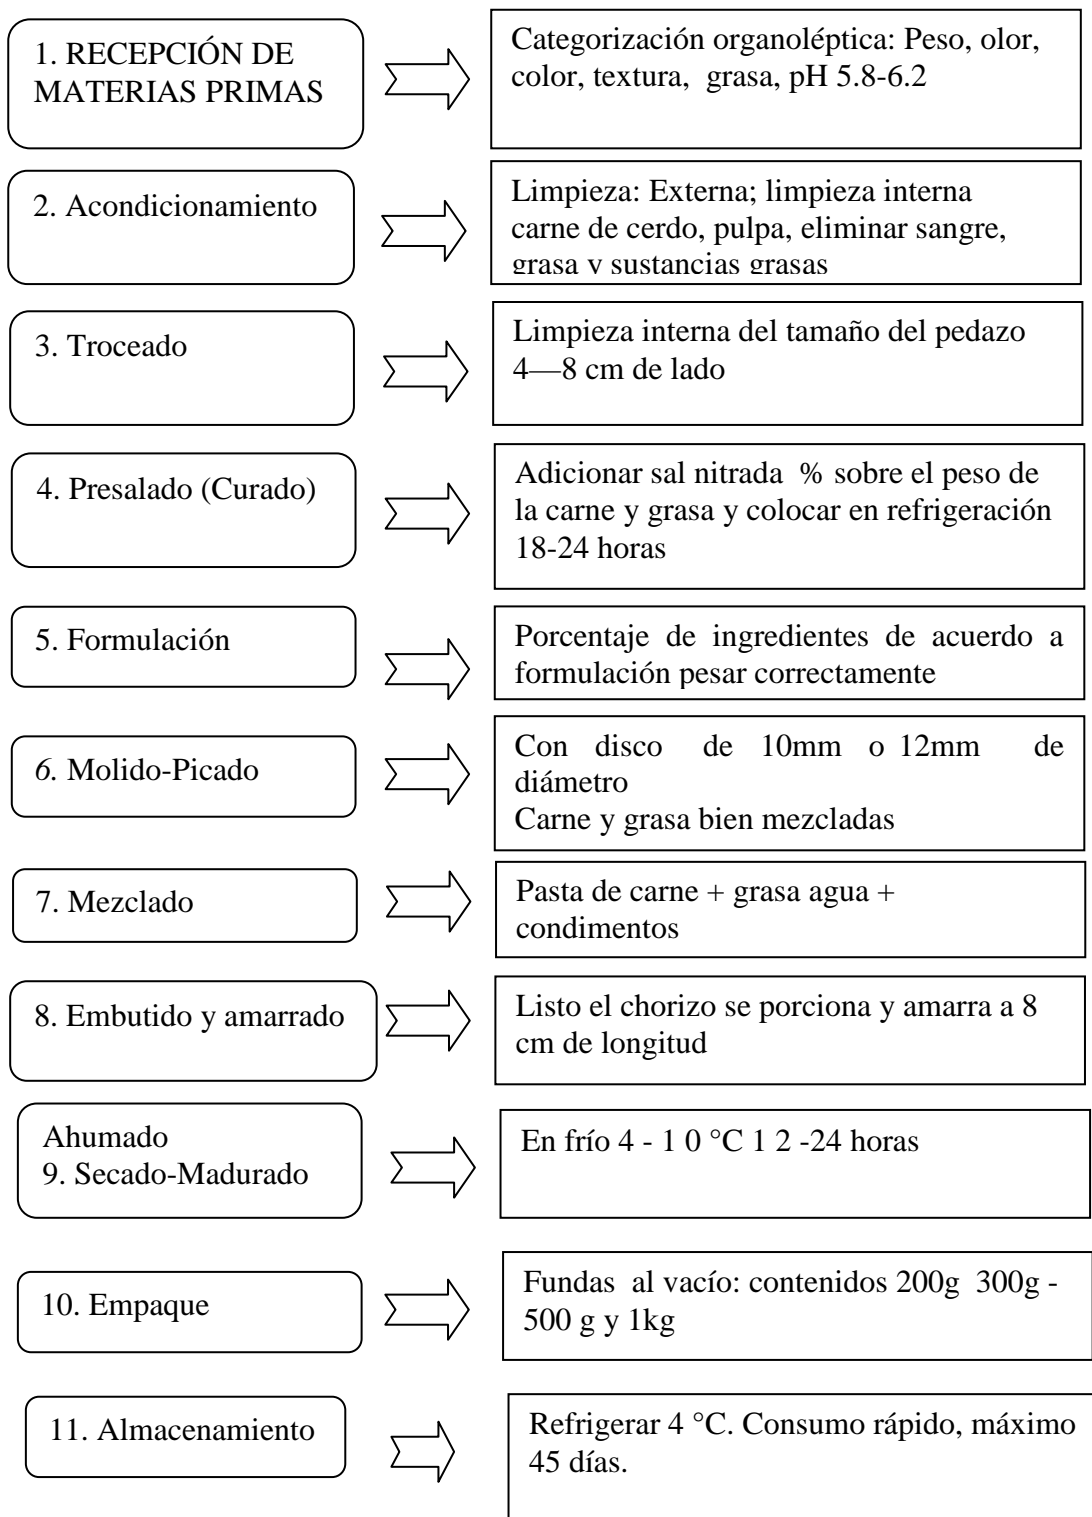 1. RECEPCIÓN DE
MATERIAS PRIMAS
Categorización organoléptica: Peso, olor,
color, textura, grasa, pH 5.8-6.2
2. Acondicionamiento
Limpieza: Externa; limpieza interna
carne de cerdo, pulpa, eliminar sangre,
grasa y sustancias grasas
3. Troceado
Limpieza interna del tamaño del pedazo
4—8 cm de lado
4. Presalado (Curado)
Adicionar sal nitrada % sobre el peso de
la carne y grasa y colocar en refrigeración
18-24 horas
5. Formulación
Porcentaje de ingredientes de acuerdo a
formulación pesar correctamente
6. Molido-Picado
Con disco de 10mm o 12mm de
diámetro
Carne y grasa bien mezcladas
7. Mezclado
Pasta de carne + grasa agua +
condimentos
8. Embutido y amarrado
Listo el chorizo se porciona y amarra a 8
cm de longitud
Ahumado
9. Secado-Madurado
En frío 4 - 1 0 °C 1 2 -24 horas
10. Empaque
Fundas al vacío: contenidos 200g 300g -
500 g y 1kg
11. Almacenamiento
Refrigerar 4 °C. Consumo rápido, máximo
45 días.